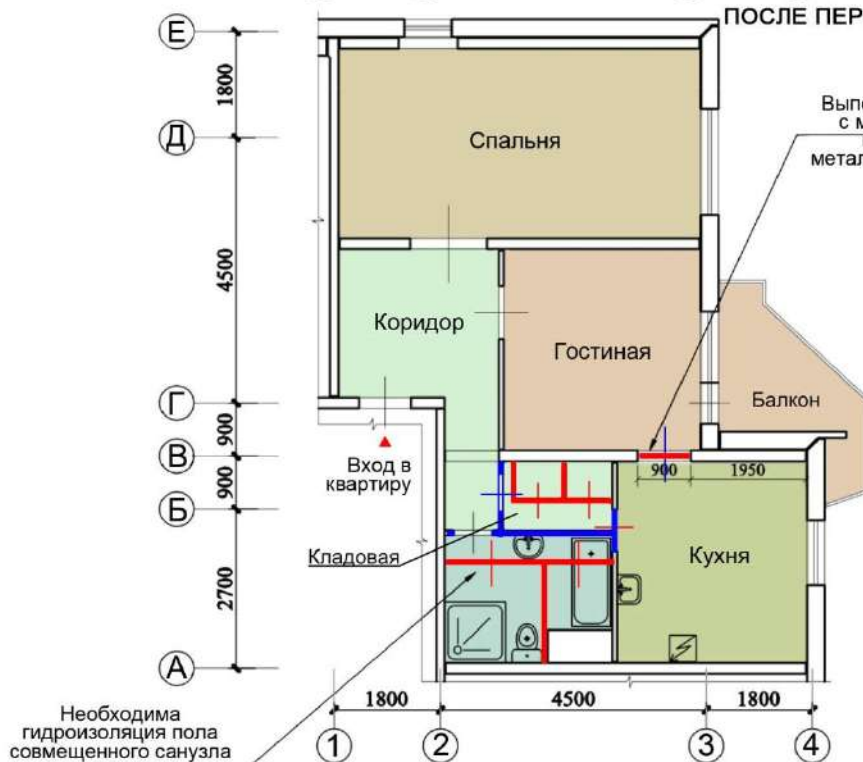 ПОСЛЕ ПЕР
Е
1800
Д
Выпо
с м
метал
Спальня
4500
Коридор
Гостиная
Балкон
Г
900
В
Вход в
квартиру
900
1950
900
Б
Кладовая
Кухня
2700
А
1800
4500
1800
Необходима
гидроизоляция пола
совмещенного санузла
1
2
3
4